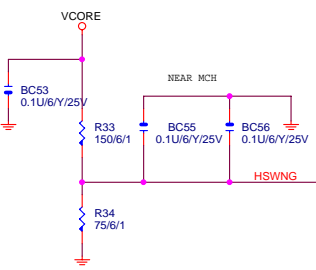 VCORE
NEAR MCH
BC53
0.1U/6/Y/25V
R33
150/6/1
BC55
0.1U/6/Y/25V
BC56
0.1U/6/Y/25V
HSWNG
R34
75/6/1